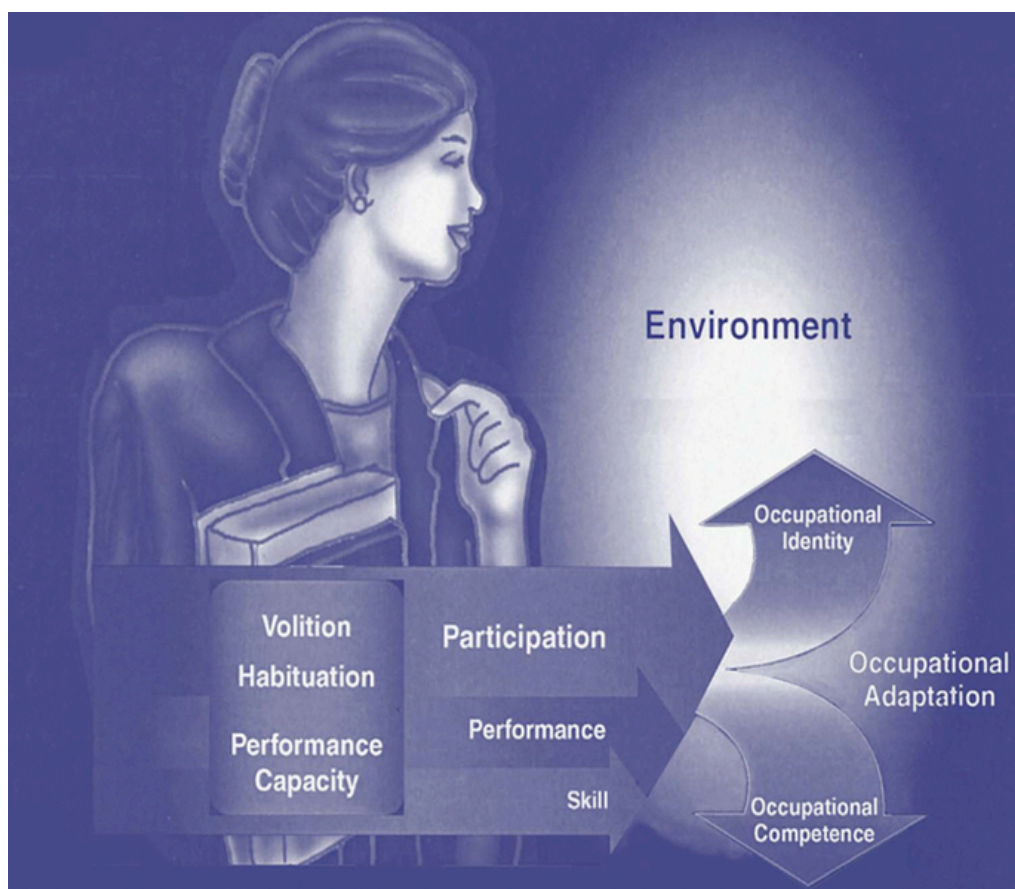 Environment
Occupational
Identity
Volition
Habituation
Performance
Capacity
Participation
Performance
Skill
Occupational
Adaptation
Occupational
Competence